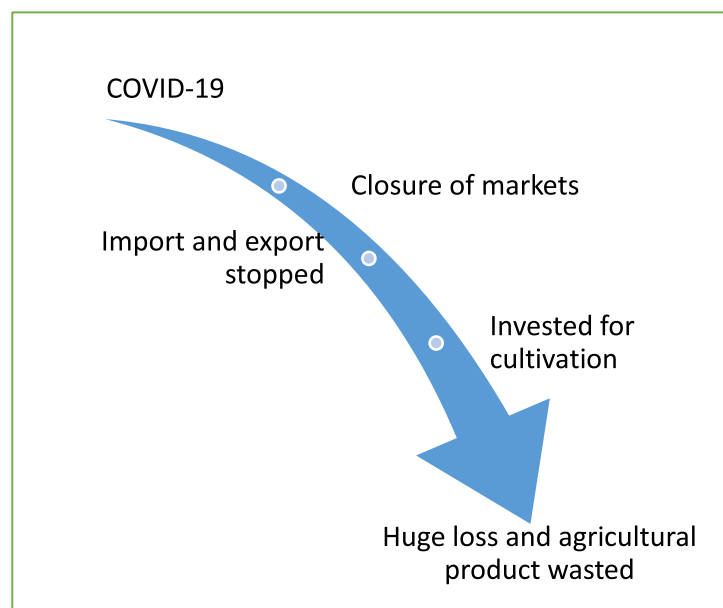 COVID-19
Closure of markets
Import and export
stopped
Invested for
cultivation
Huge loss and agricultural
product wasted